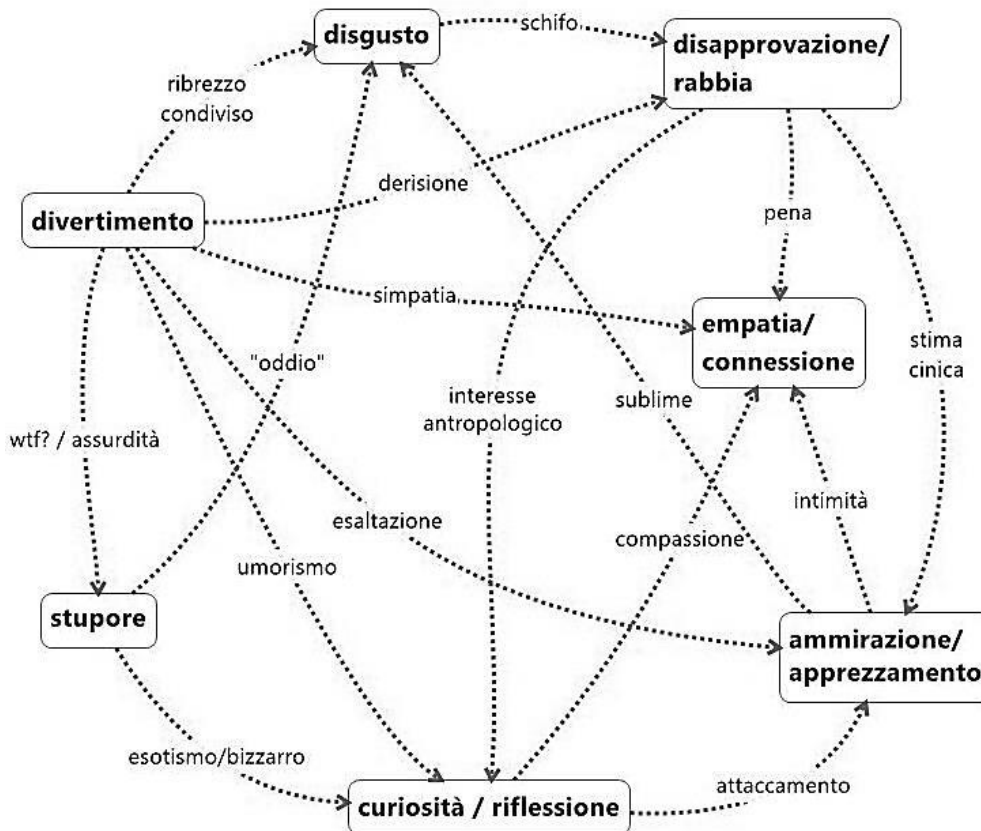 disgusto
schifo
disapprovazione/
rabbia
ribrezzo
condiviso
derisione
divertimento
pena
simpatia
empatia/
connessione
stima
cinica
"oddio"
interesse
antropologico
sublime
wtf? / assurdità
esaltazione
intimità
umorismo
compassione
stupore
ammirazione/
apprezzamento
esotismo/bizzarro
curiosità / riflessione
attaccamento